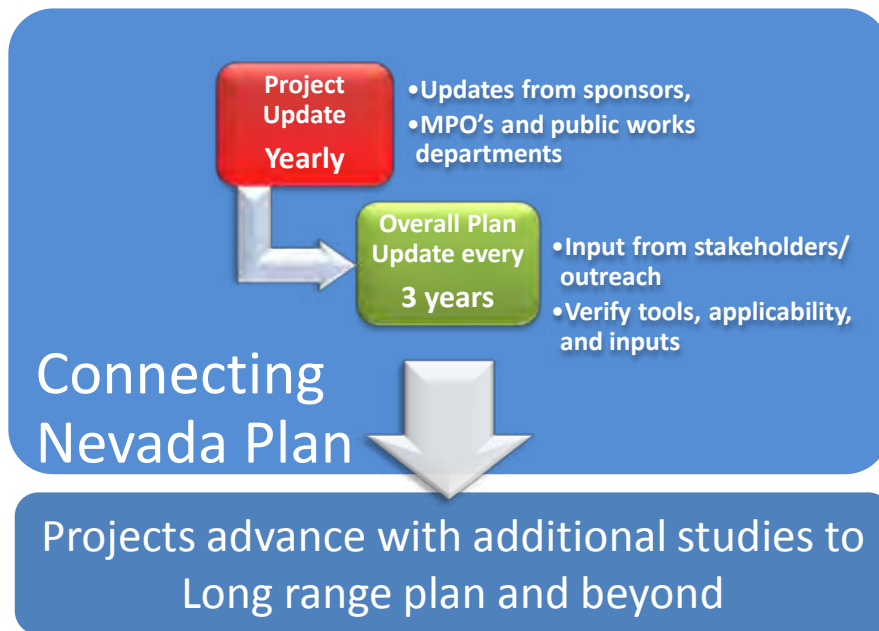 Project
Update
Yearly
•Updates from sponsors,
•MPO's and public works
departments
Overall Plan
Update every
3 years
•Input from stakeholders/
outreach
•Verify tools, applicability,
and inputs
Connecting
Nevada Plan
Projects advance with additional studies to
Long range plan and beyond